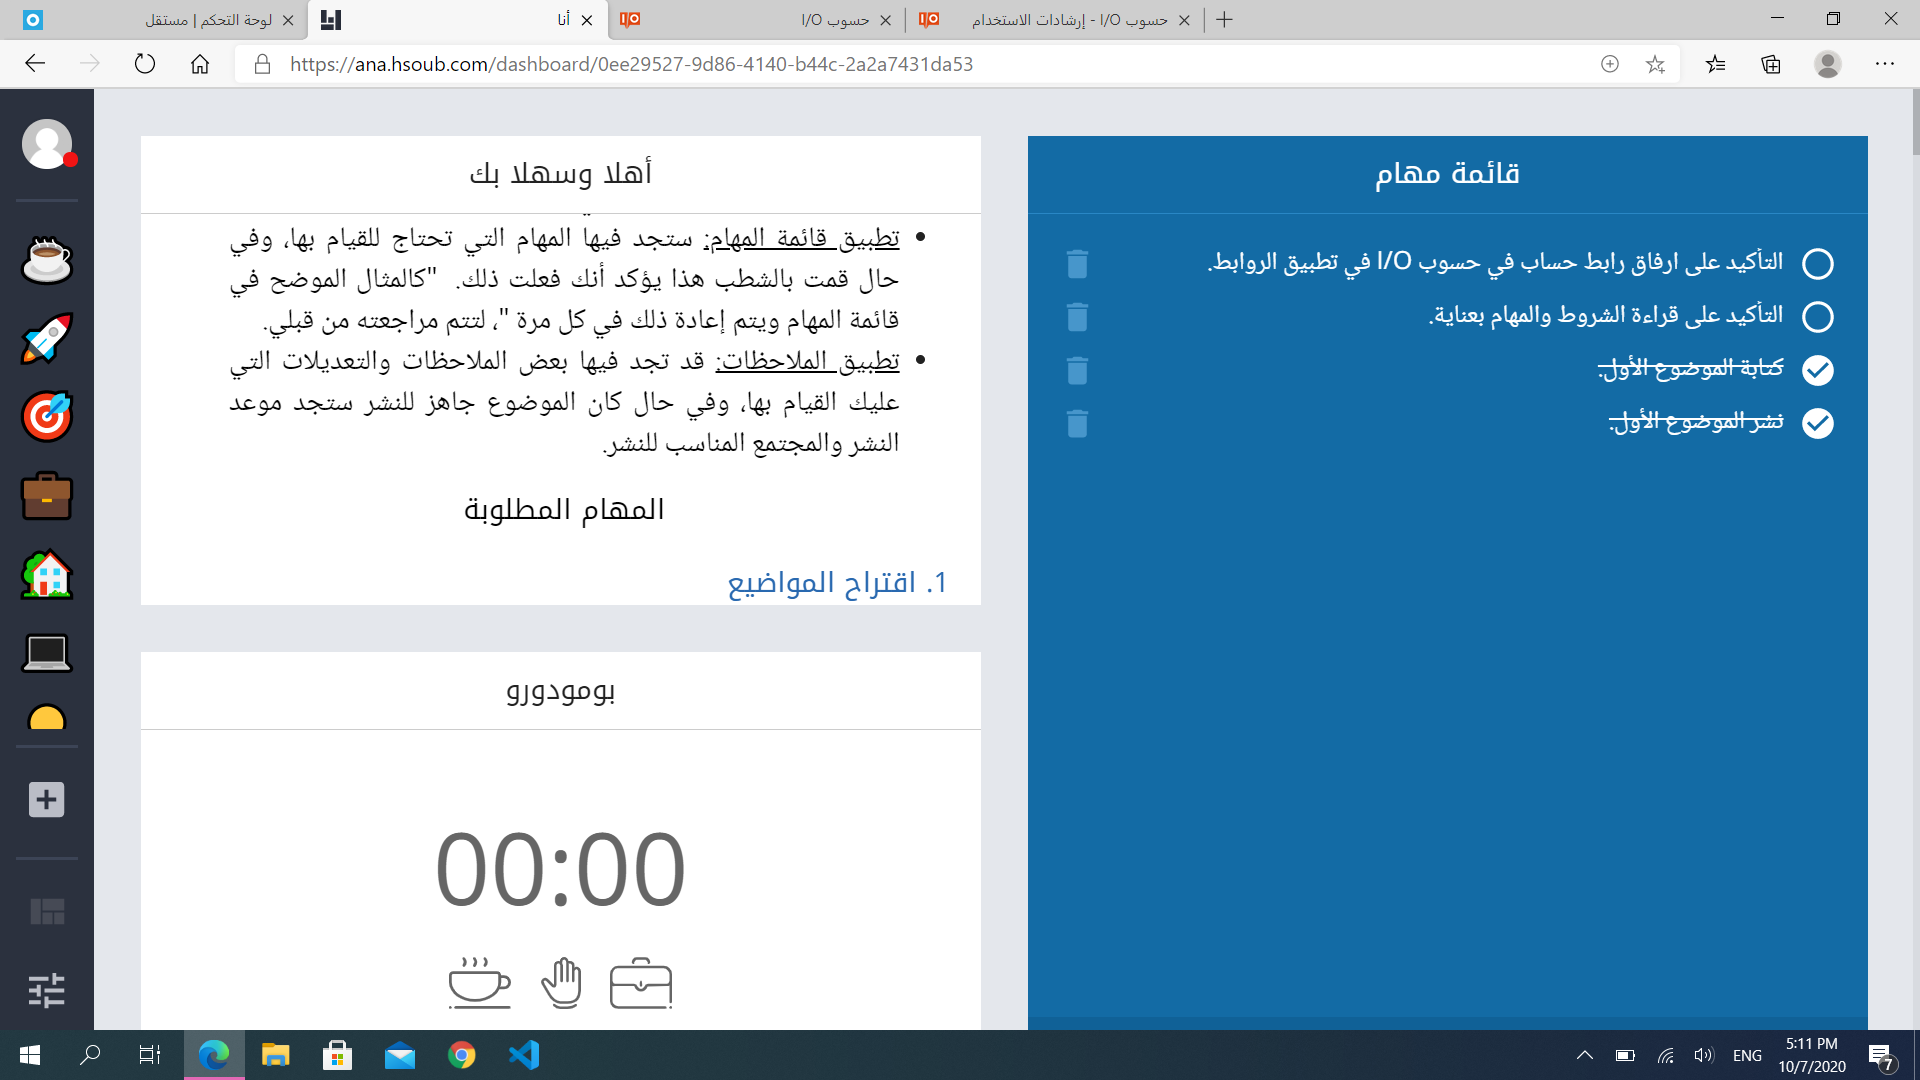 لوحة التحكم | مستقل
أنا
حسوب I/O
حسوب I/O - إرشادات الاستخدام
https://ana.hsoub.com/dashboard/0ee29527-9d86-4140-b44c-2a2a7431da53
قائمة مهام
التأكيد على ارفاق رابط حساب في حسوب I/O في تطبيق الروابط.
التأكيد على قراءة الشروط والمهام بعناية.
كتابة الموضوع الأول.
نشر الموضوع الأول.
أهلا وسهلا بك
تطبيق قائمة المهام: ستجد فيها المهام التي تحتاج للقيام بها، وفي
حال قمت بالشطب هذا يؤكد أنك فعلت ذلك. "كالمثال الموضح في
قائمة المهام ويتم إعادة ذلك في كل مرة "، لتتم مراجعته من قبلي.
تطبيق الملاحظات: قد تجد فيها بعض الملاحظات والتعديلات التي
عليك القيام بها، وفي حال كان الموضوع جاهز للنشر ستجد موعد
النشر والمجتمع المناسب للنشر.
المهام المطلوبة
1. اقتراح المواضيع
بومودورو
00:00
ENG
5:11 PM
10/7/2020
7